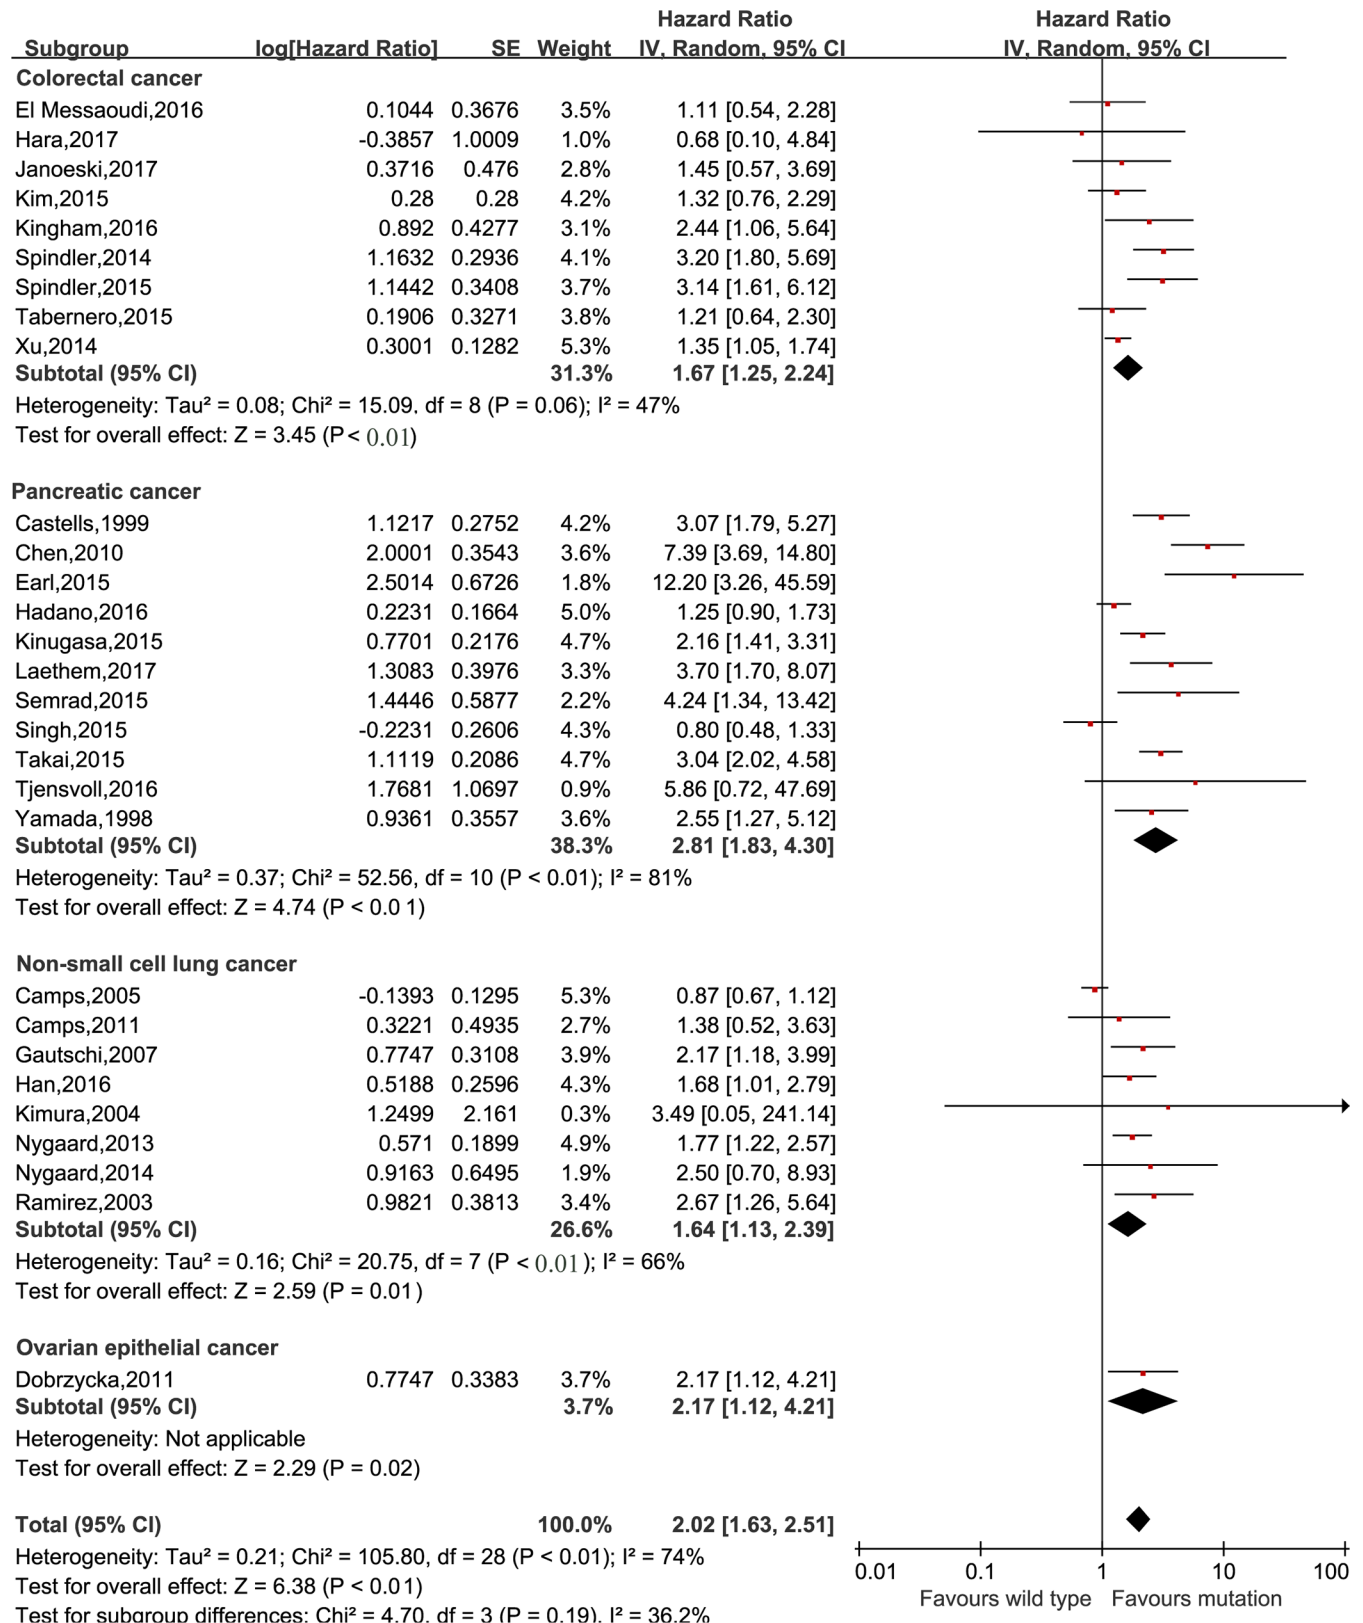 Hazard Ratio Hazard Ratio
Subgroup log[Hazard Ratio] SE Weight IV, Random, 95% CI IV, Random, 95% CI
Colorectal cancer
El Messaoudi,2016 0.1044 0.3676 3.5% 1.11 [0.54, 2.28]
Hara,2017 -0.3857 1.0009 1.0% 0.68 [0.10, 4.84]
Janoeski,2017 0.3716 0.476 2.8% 1.45 [0.57, 3.69]
Kim,2015 0.28 0.28 4.2% 1.32 [0.76, 2.29]
Kingham,2016 0.892 0.4277 3.1% 2.44 [1.06, 5.64]
Spindler,2014 1.1632 0.2936 4.1% 3.20 [1.80, 5.69]
Spindler,2015 1.1442 0.3408 3.7% 3.14 [1.61, 6.12]
Tabernero,2015 0.1906 0.3271 3.8% 1.21 [0.64, 2.30]
Xu,2014 0.3001 0.1282 5.3% 1.35 [1.05, 1.74]
Subtotal (95% CI) 31.3% 1.67 [1.25, 2.24]
Heterogeneity: Tau² = 0.08; Chi² = 15.09, df = 8 (P = 0.06); I² = 47%
Test for overall effect: Z = 3.45 (P < 0.01)
Pancreatic cancer
Castells,1999 1.1217 0.2752 4.2% 3.07 [1.79, 5.27]
Chen,2010 2.0001 0.3543 3.6% 7.39 [3.69, 14.80]
Earl,2015 2.5014 0.6726 1.8% 12.20 [3.26, 45.59]
Hadano,2016 0.2231 0.1664 5.0% 1.25 [0.90, 1.73]
Kinugasa,2015 0.7701 0.2176 4.7% 2.16 [1.41, 3.31]
Laethem,2017 1.3083 0.3976 3.3% 3.70 [1.70, 8.07]
Semrad,2015 1.4446 0.5877 2.2% 4.24 [1.34, 13.42]
Singh,2015 -0.2231 0.2606 4.3% 0.80 [0.48, 1.33]
Takai,2015 1.1119 0.2086 4.7% 3.04 [2.02, 4.58]
Tjensvoll,2016 1.7681 1.0697 0.9% 5.86 [0.72, 47.69]
Yamada,1998 0.9361 0.3557 3.6% 2.55 [1.27, 5.12]
Subtotal (95% CI) 38.3% 2.81 [1.83, 4.30]
Heterogeneity: Tau² = 0.37; Chi² = 52.56, df = 10 (P < 0.01); I² = 81%
Test for overall effect: Z = 4.74 (P < 0.0 1)
Non-small cell lung cancer
Camps,2005 -0.1393 0.1295 5.3% 0.87 [0.67, 1.12]
Camps,2011 0.3221 0.4935 2.7% 1.38 [0.52, 3.63]
Gautschi,2007 0.7747 0.3108 3.9% 2.17 [1.18, 3.99]
Han,2016 0.5188 0.2596 4.3% 1.68 [1.01, 2.79]
Kimura,2004 1.2499 2.161 0.3% 3.49 [0.05, 241.14]
Nygaard,2013 0.571 0.1899 4.9% 1.77 [1.22, 2.57]
Nygaard,2014 0.9163 0.6495 1.9% 2.50 [0.70, 8.93]
Ramirez,2003 0.9821 0.3813 3.4% 2.67 [1.26, 5.64]
Subtotal (95% CI) 26.6% 1.64 [1.13, 2.39]
Heterogeneity: Tau² = 0.16; Chi² = 20.75, df = 7 (P < 0.01); I² = 66%
Test for overall effect: Z = 2.59 (P = 0.01)
Ovarian epithelial cancer
Dobrzycka,2011 0.7747 0.3383 3.7% 2.17 [1.12, 4.21]
Subtotal (95% CI) 3.7% 2.17 [1.12, 4.21]
Heterogeneity: Not applicable
Test for overall effect: Z = 2.29 (P = 0.02)
Total (95% CI) 100.0% 2.02 [1.63, 2.51]
Heterogeneity: Tau² = 0.21; Chi² = 105.80, df = 28 (P < 0.01); I² = 74%
Test for overall effect: Z = 6.38 (P < 0.01)
Test for subgroup differences: Chi² = 4.70, df = 3 (P = 0.19), I² = 36.2%
0.01 0.1 1 10 100
Favours wild type Favours mutation